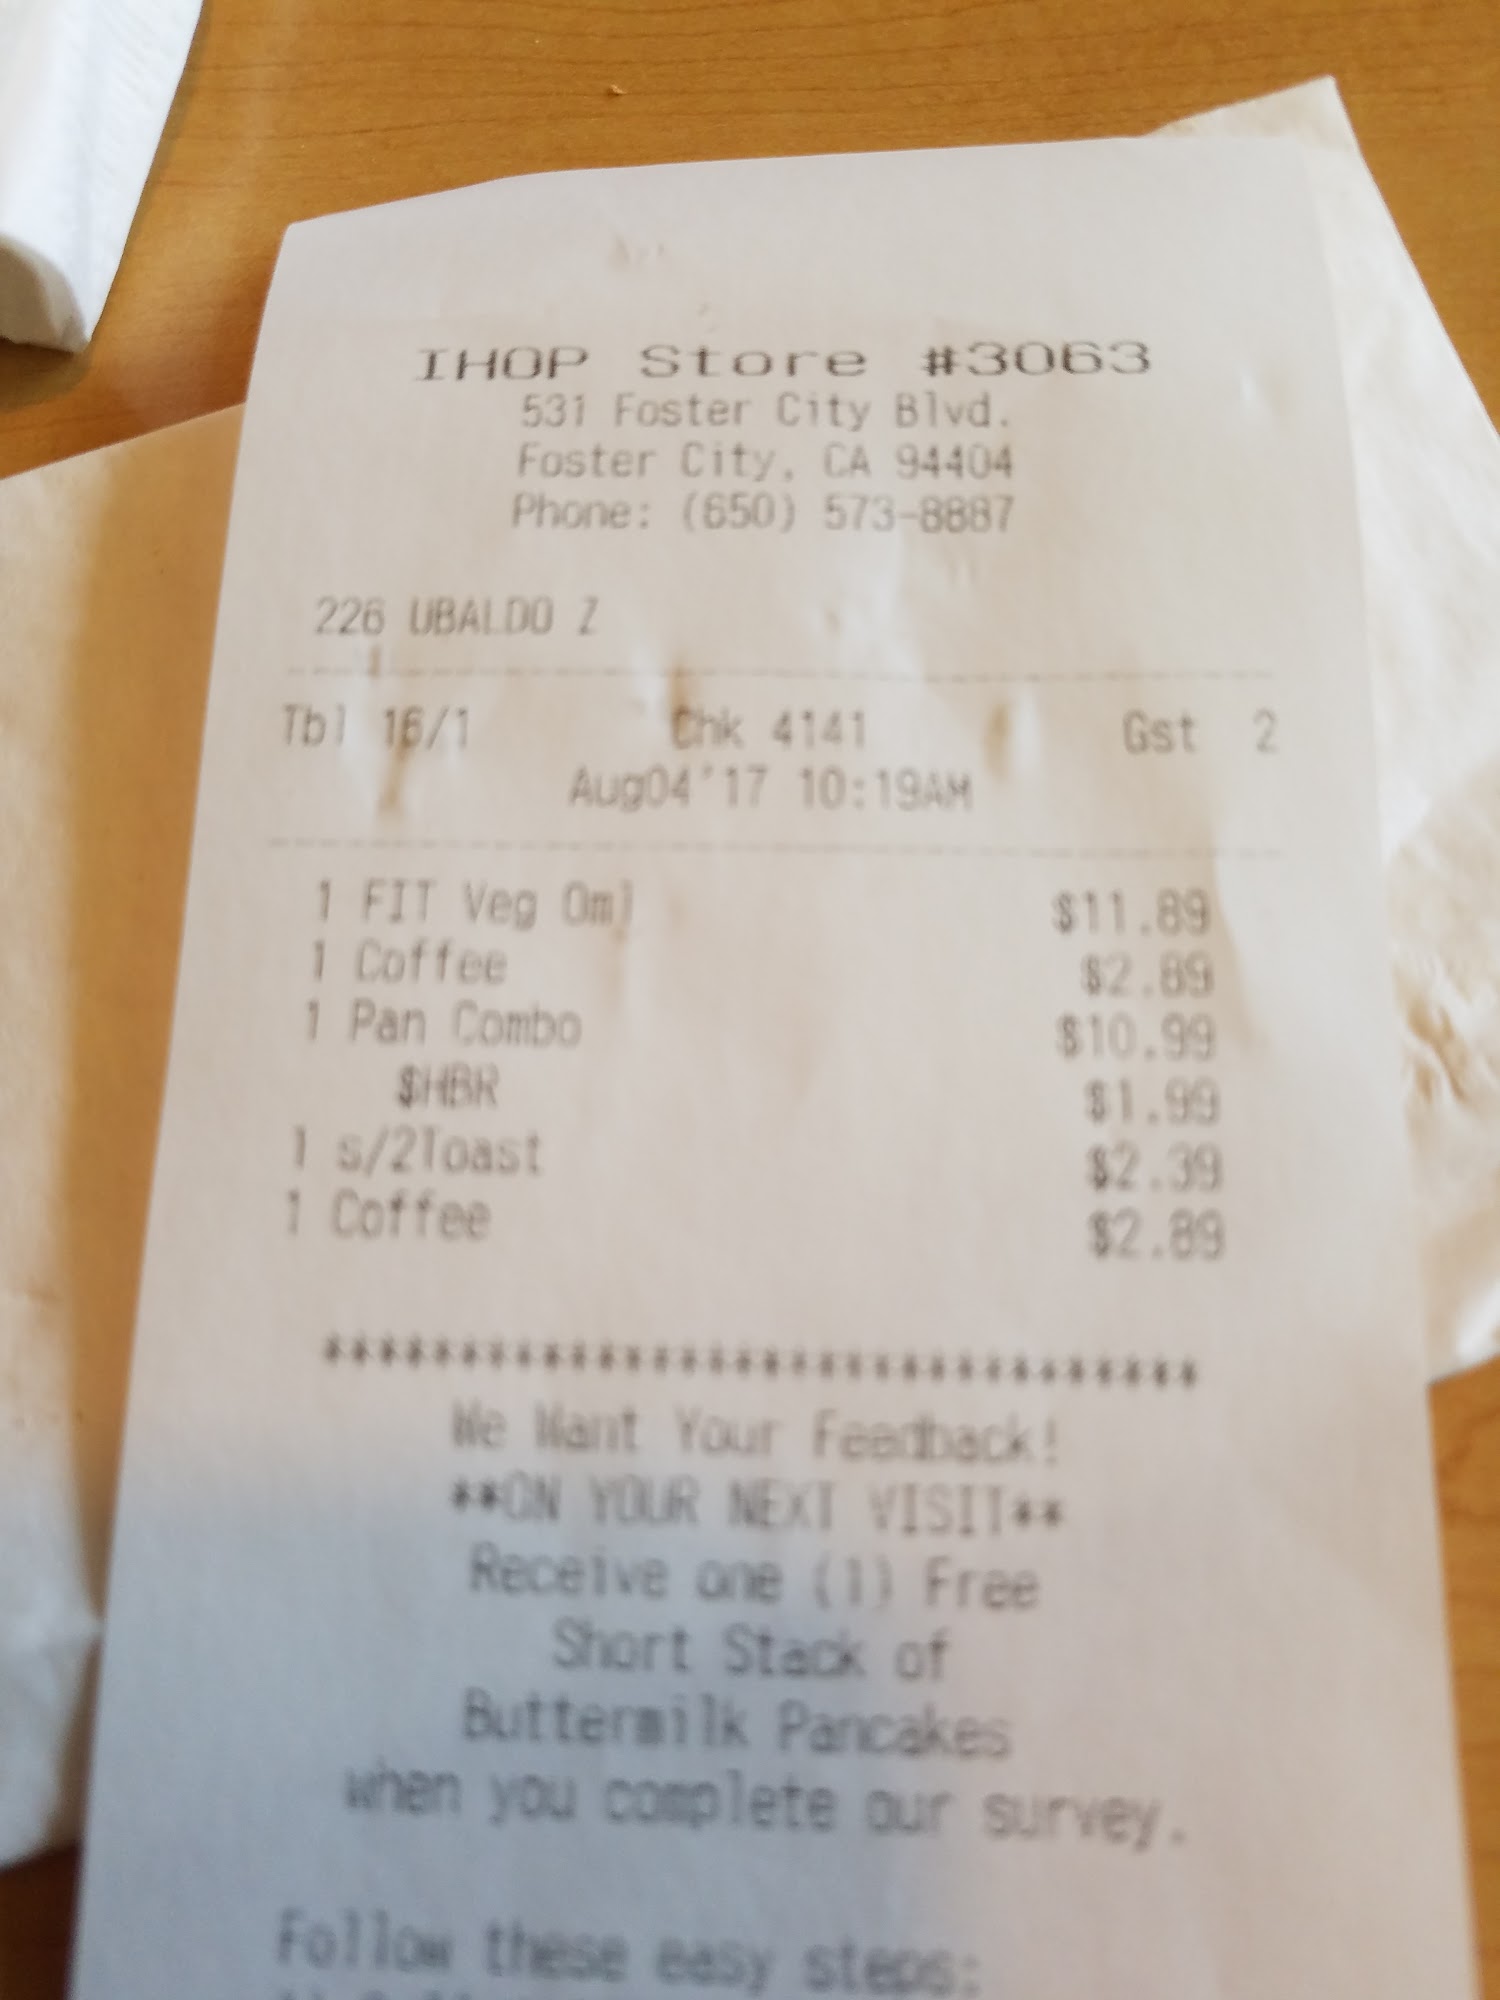 IHOP Store #3063
531 Foster City Blvd.
Foster City, CA 94404
Phone: (650) 573-8887
226 UBALDO Z
Tbl 16/1 Chk 4141 Gst 2
Aug04'17 10:19AM
1 FIT Veg Oml $11.89
1 Coffee $2.89
1 Pan Combo $10.99
$HBR $1.99
1 s/2Toast $2.39
1 Coffee $2.89
*********************************
We Want Your Feedback!
**ON YOUR NEXT VISIT**
Receive one (1) Free
Short Stack of
Buttermilk Pancakes
when you complete our survey.
Follow these easy steps: